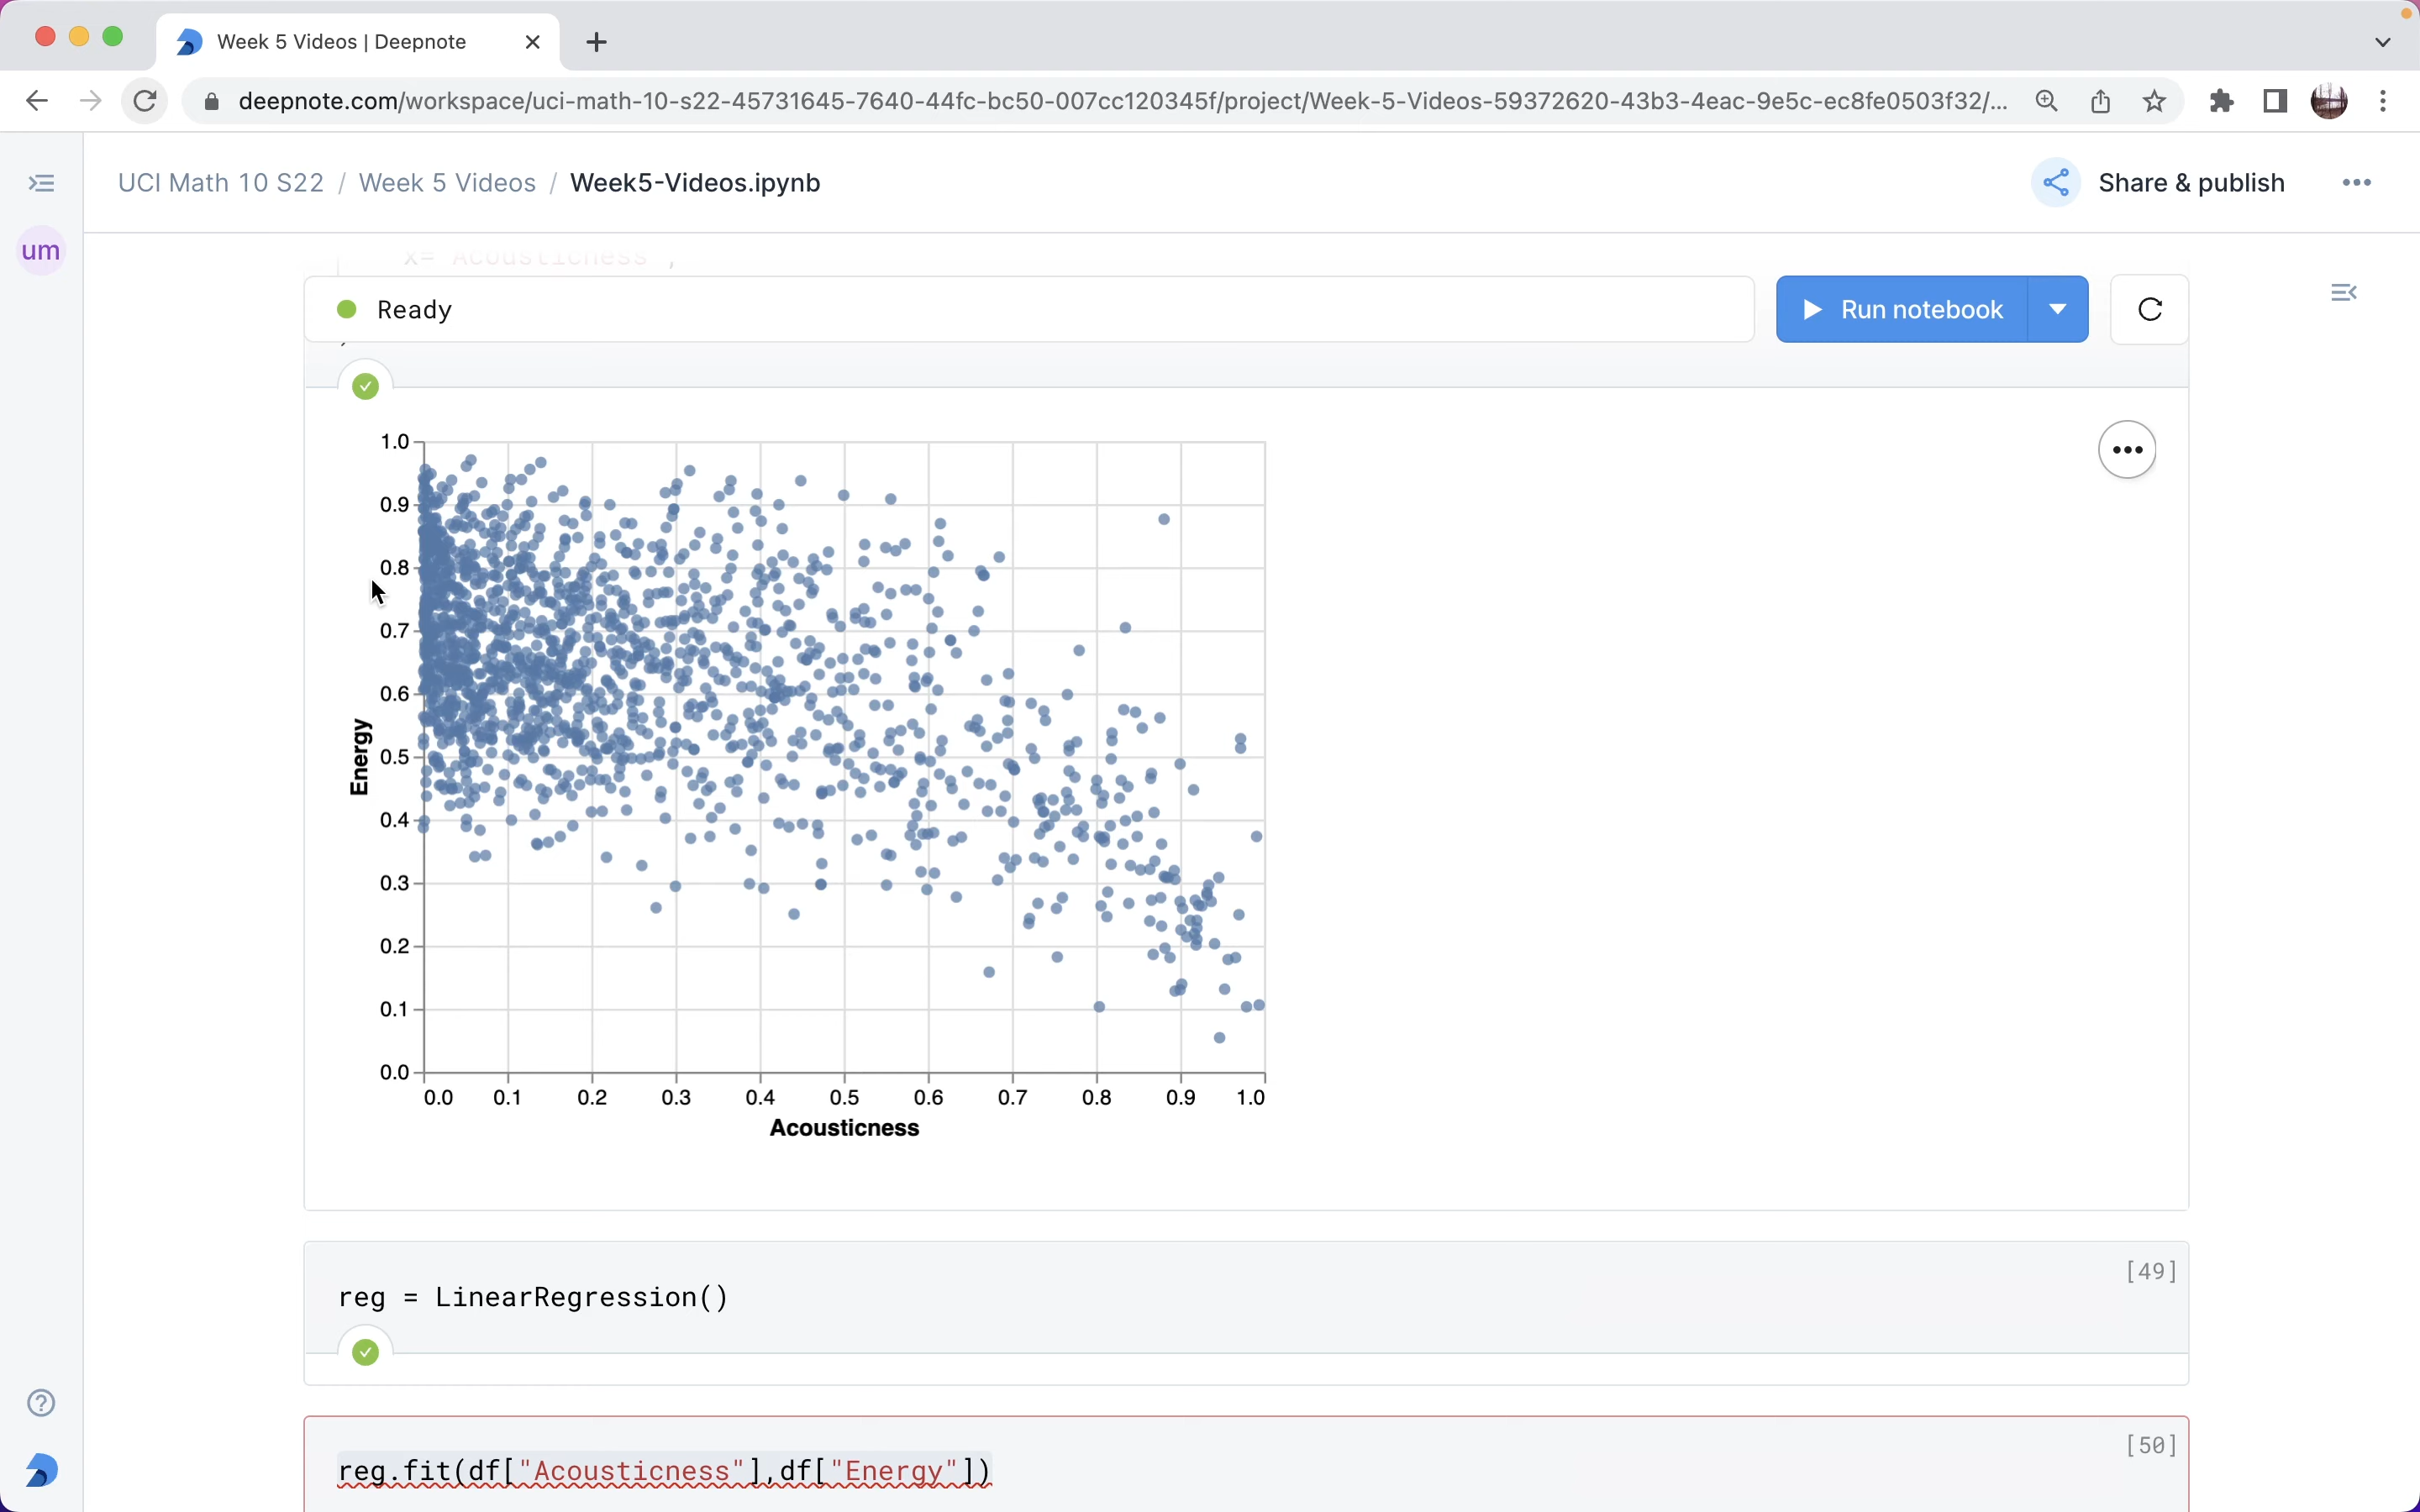 Week 5 Videos | Deepnote
deepnote.com/workspace/uci-math-10-s22-45731645-7640-44fc-bc50-007cc120345f/project/Week-5-Videos-59372620-43b3-4eac-9e5c-ec8fe0503f32/...
UCI Math 10 S22 / Week 5 Videos / Week5-Videos.ipynb
Share & publish
um
x="Acousticness",
Ready
Run notebook
1.0
0.9
0.8
0.7
0.6
0.5
0.4
0.3
0.2
0.1
0.0
Energy
0.0 0.1 0.2 0.3 0.4 0.5 0.6 0.7 0.8 0.9 1.0
Acousticness
[49]
reg = LinearRegression()
[50]
reg.fit(df["Acousticness"],df["Energy"])